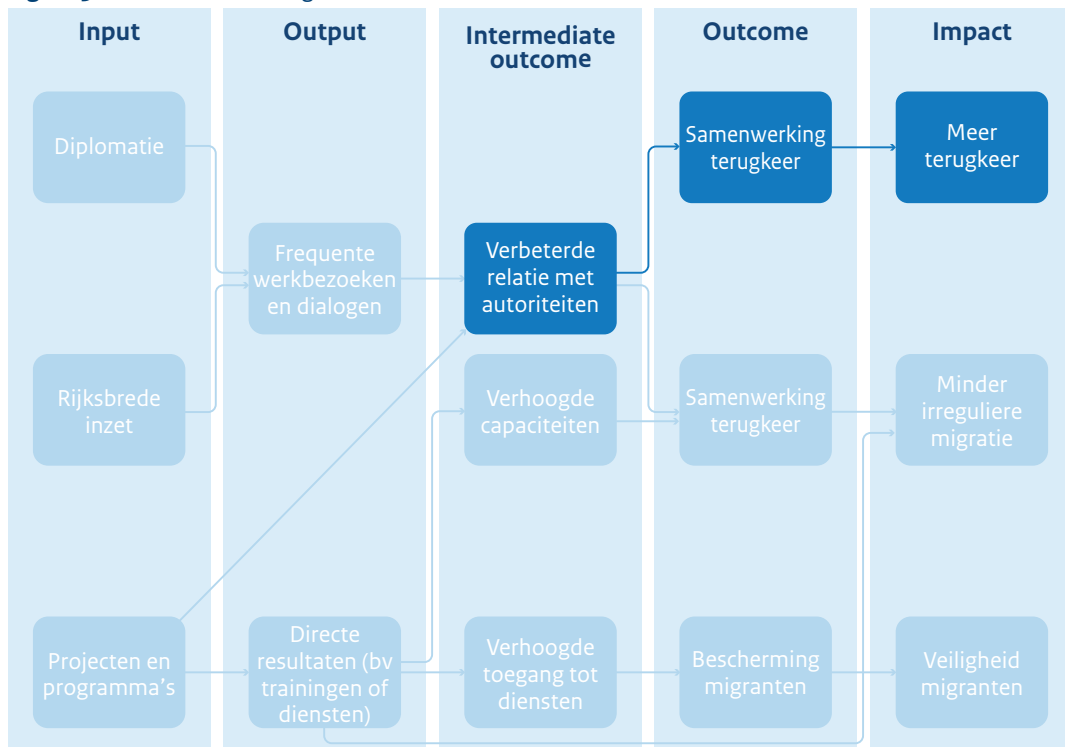 Input
Output
Intermediate
outcome
Outcome
Impact
Diplomatie
Samenwerking
terugkeer
Meer
terugkeer
Frequente
werkbezoeken
en dialogen
Verbeterde
relatie met
autoriteiten
Rijksbrede
inzet
Verhoogde
capaciteiten
Samenwerking
terugkeer
Minder
irreguliere
migratie
Projecten en
programma's
Directe
resultaten (bv
trainingen of
diensten)
Verhoogde
toegang tot
diensten
Bescherming
migranten
Veiligheid
migranten